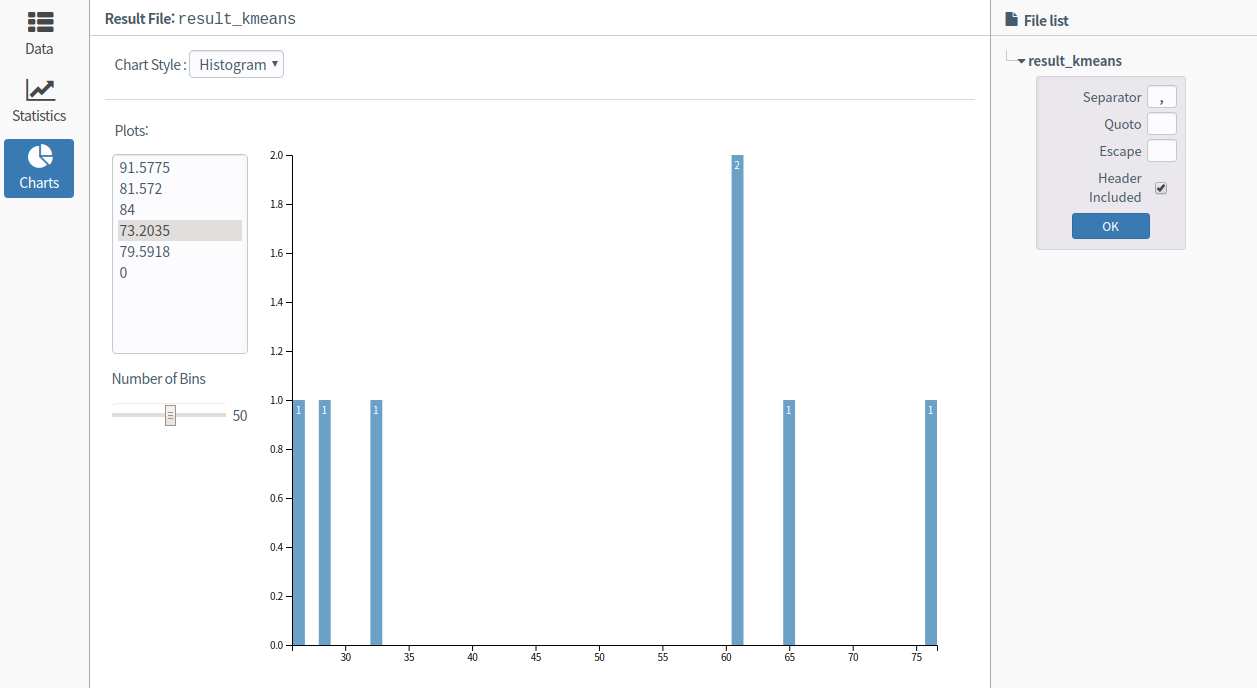 Data
Statistics
Charts
Result File: result_kmeans
Chart Style : Histogram
Plots:
91.5775
81.572
84
73.2035
79.5918
0
Number of Bins
50
2.0
1.8
1.6
1.4
1.2
1.0
0.8
0.6
0.4
0.2
0.0
1 1 1 2 1 1
30 35 40 45 50 55 60 65 70 75
File list
result_kmeans
Separator ,
Quoto
Escape
Header
Included
OK